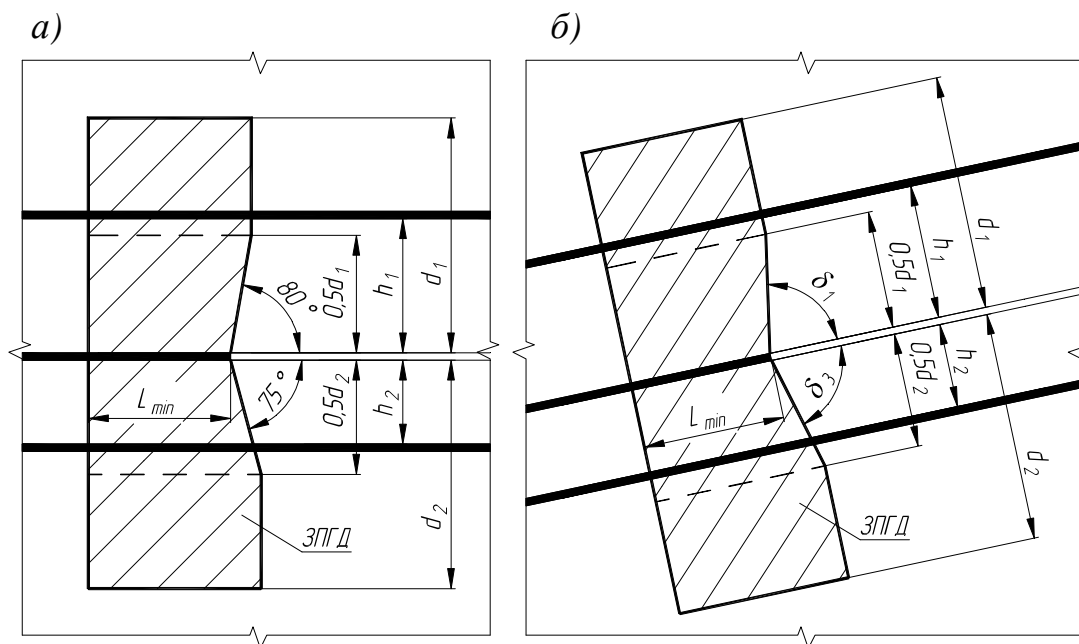 а)
80°
0,5d1
h1
d1
Lmin
75°
0,5d2
h2
d2
ЗПГД
б)
δ1
0,5d1
h1
d1
Lmin
δ3
0,5d2
h2
d2
ЗПГД